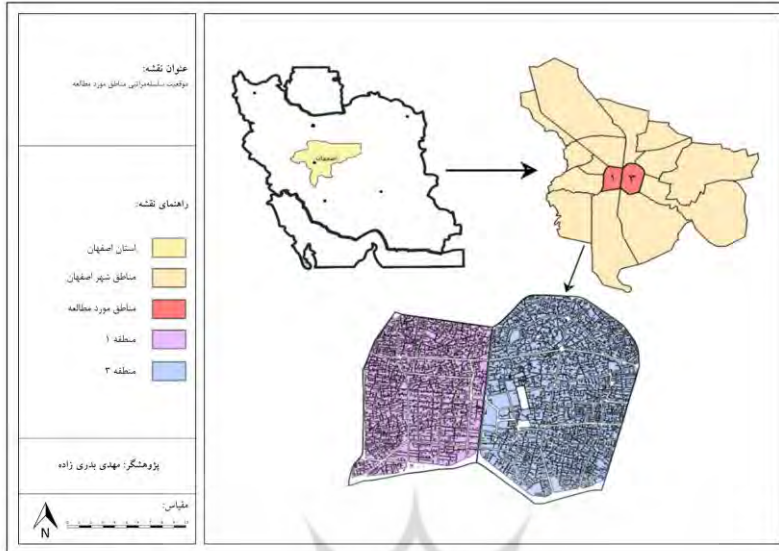 عنوان نقشه:
موقعیت سلسله‌مراتبی مناطق مورد مطالعه
راهنمای نقشه:
استان اصفهان
مناطق شهر اصفهان
مناطق مورد مطالعه
منطقه ۱
منطقه ۳
پژوهشگر: مهدی بدری زاده
مقیاس:
N
اصفهان
۱
۳